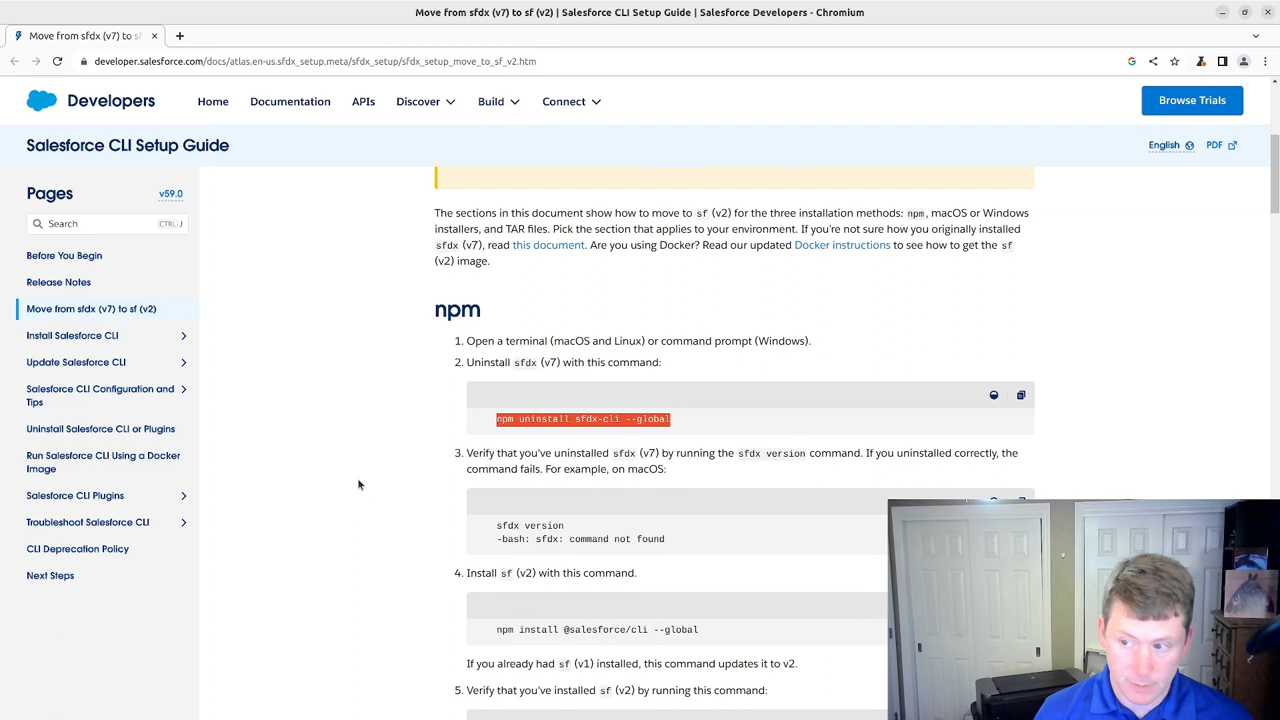 Move from sfdx (v7) to sf (v2) | Salesforce CLI Setup Guide | Salesforce Developers - Chromium
Move from sfdx (v7) to sf
developer.salesforce.com/docs/atlas.en-us.sfdx_setup.meta/sfdx_setup/sfdx_setup_move_to_sf_v2.htm
Developers
Home
Documentation
APIs
Discover
Build
Connect
Browse Trials
Salesforce CLI Setup Guide
English
PDF
Pages
v59.0
Search
CTRL
Before You Begin
Release Notes
Move from sfdx (v7) to sf (v2)
Install Salesforce CLI
Update Salesforce CLI
Salesforce CLI Configuration and
Tips
Uninstall Salesforce CLI or Plugins
Run Salesforce CLI Using a Docker
Image
Salesforce CLI Plugins
Troubleshoot Salesforce CLI
CLI Deprecation Policy
Next Steps
The sections in this document show how to move to sf (v2) for the three installation methods: npm, macOS or Windows
installers, and TAR files. Pick the section that applies to your environment. If you're not sure how you originally installed
sfdx (v7), read this document. Are you using Docker? Read our updated Docker instructions to see how to get the sf
(v2) image.
npm
1. Open a terminal (macOS and Linux) or command prompt (Windows).
2. Uninstall sfdx (v7) with this command:
npm uninstall sfdx-cli --global
3. Verify that you've uninstalled sfdx (v7) by running the sfdx version command. If you uninstalled correctly, the
command fails. For example, on macOS:
sfdx version
-bash: sfdx: command not found
4. Install sf (v2) with this command.
npm install @salesforce/cli --global
If you already had sf (v1) installed, this command updates it to v2.
5. Verify that you've installed sf (v2) by running this command: